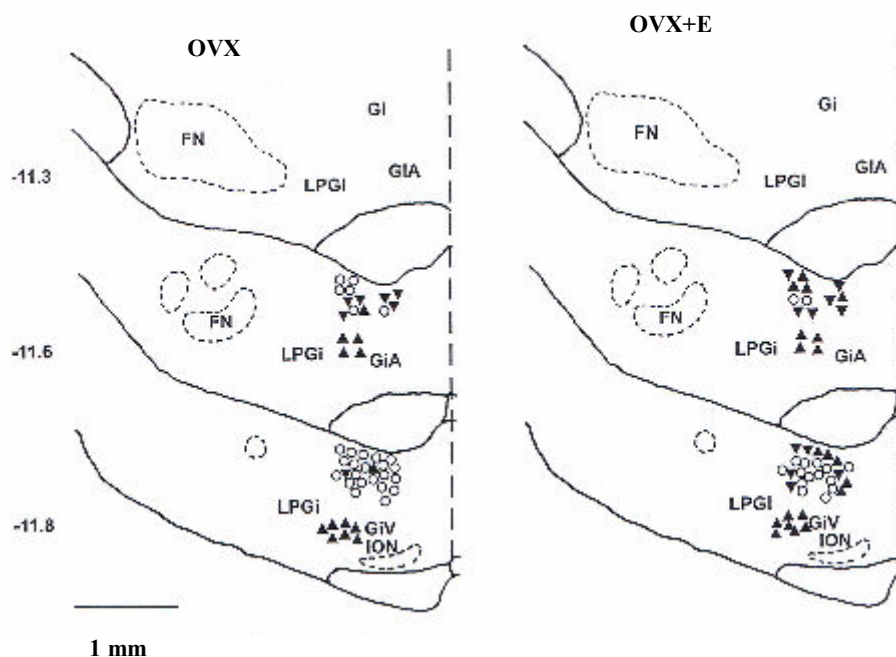 OVX
OVX+E
GI
FN
-11.3
LPGI
GIA
FN
LPGi
GiA
-11.6
LPGi
GiV
ION
-11.8
1 mm
Gi
FN
LPGI
GIA
FN
LPGi
GiA
LPGI
GiV
ION